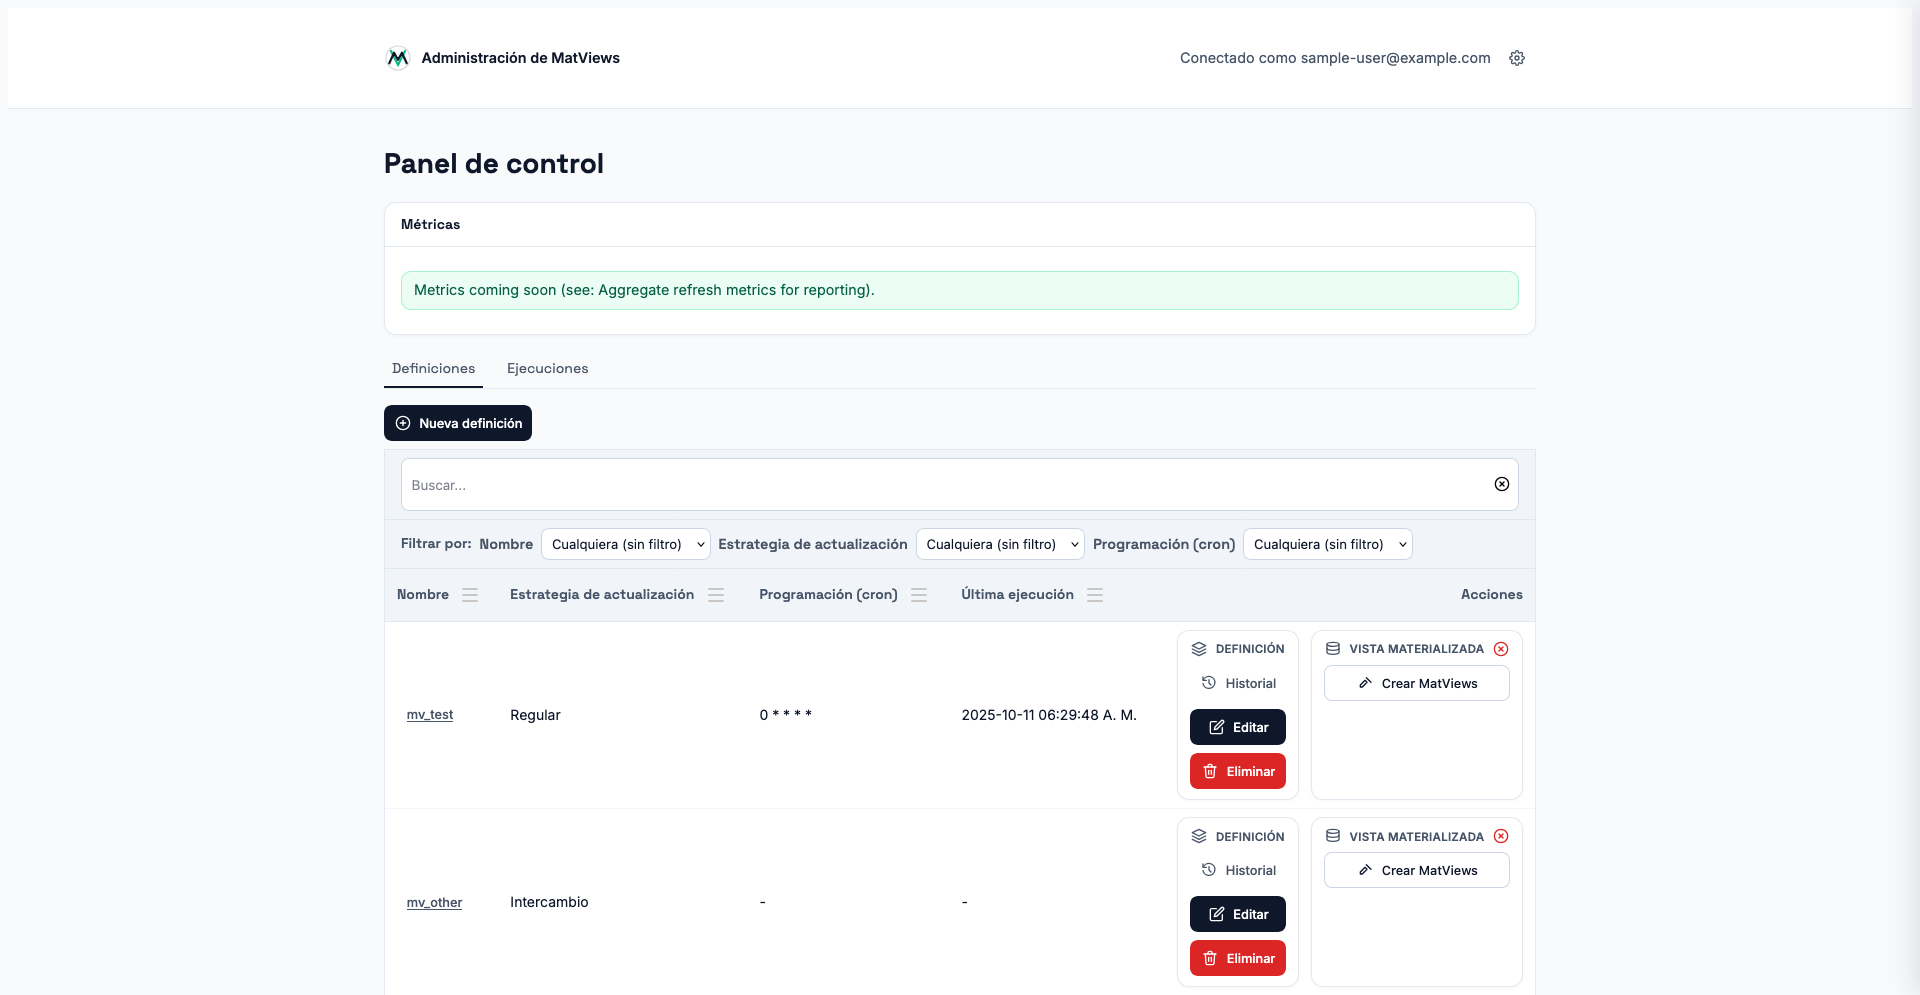 Administración de MatViews
Conectado como sample-user@example.com
Panel de control
Métricas
Metrics coming soon (see: Aggregate refresh metrics for reporting).
Definiciones Ejecuciones
Nueva definición
Buscar...
Filtrar por: Nombre Cualquiera (sin filtro) Estrategia de actualización Cualquiera (sin filtro) Programación (cron) Cualquiera (sin filtro)
Nombre Estrategia de actualización Programación (cron) Última ejecución Acciones
DEFINICIÓN VISTA MATERIALIZADA
Historial Crear MatViews
mv_test Regular 0 * * * * 2025-10-11 06:29:48 A. M.
Editar
Eliminar
DEFINICIÓN VISTA MATERIALIZADA
Historial Crear MatViews
mv_other Intercambio - -
Editar
Eliminar